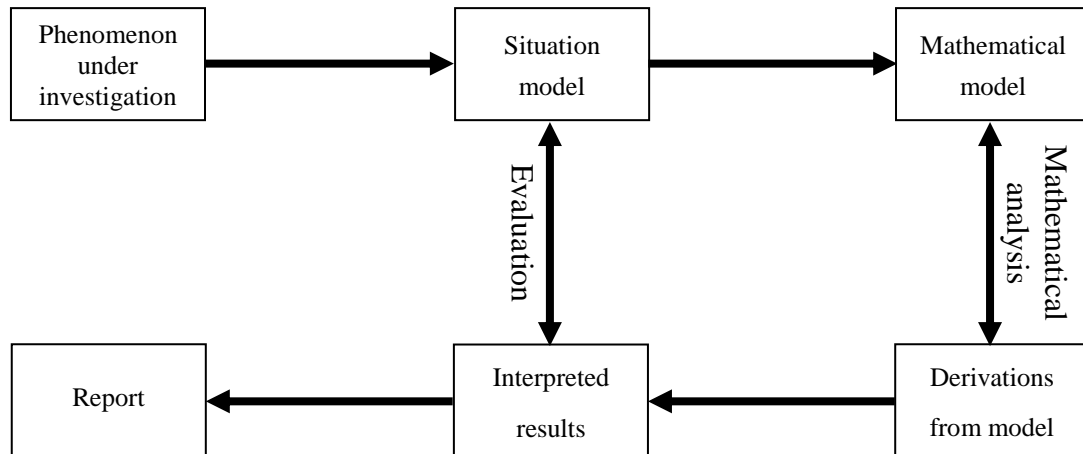 Phenomenon
under
investigation
Situation
model
Mathematical
model
Evaluation
Mathematical
analysis
Report
Interpreted
results
Derivations
from model